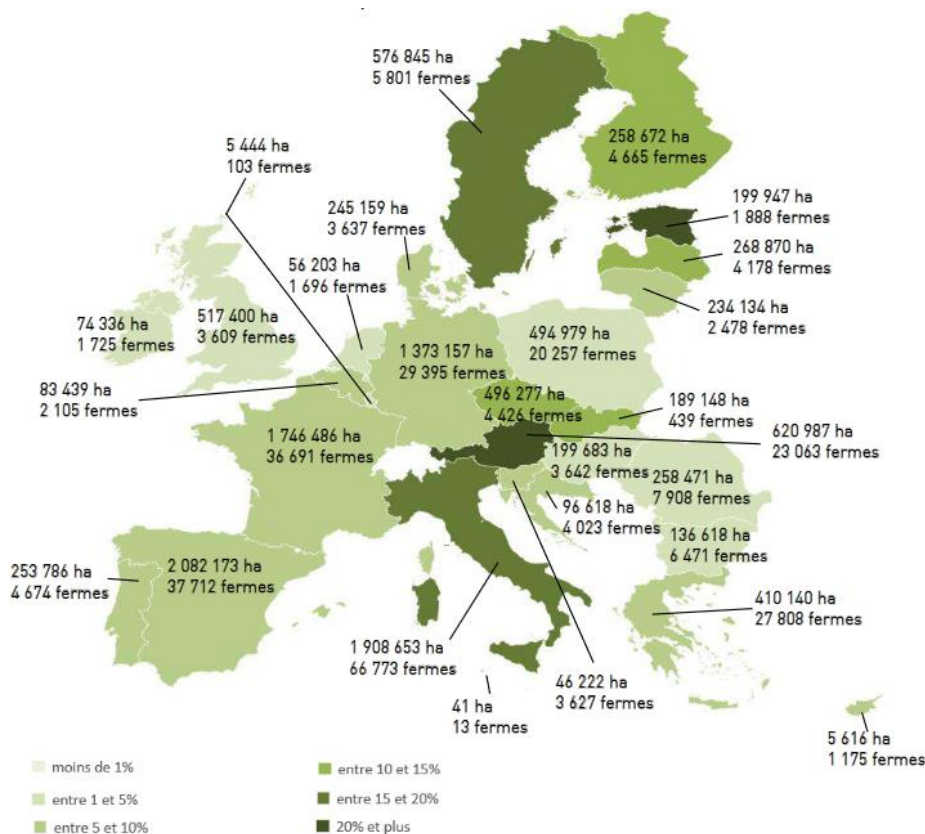 576 845 ha
5 801 fermes
5 444 ha
103 fermes
258 672 ha
4 665 fermes
245 159 ha
3 637 fermes
199 947 ha
1 888 fermes
56 203 ha
1 696 fermes
268 870 ha
4 178 fermes
234 134 ha
2 478 fermes
74 336 ha
1 725 fermes
517 400 ha
3 609 fermes
494 979 ha
20 257 fermes
1 373 157 ha
29 395 fermes
83 439 ha
2 105 fermes
496 277 ha
4 426 fermes
189 148 ha
439 fermes
620 987 ha
23 063 fermes
1 746 486 ha
36 691 fermes
199 683 ha
3 642 fermes
258 471 ha
7 908 fermes
96 618 ha
4 023 fermes
136 618 ha
6 471 fermes
253 786 ha
4 674 fermes
2 082 173 ha
37 712 fermes
410 140 ha
27 808 fermes
1 908 653 ha
66 773 fermes
46 222 ha
3 627 fermes
41 ha
13 fermes
5 616 ha
1 175 fermes
moins de 1%
entre 1 et 5%
entre 5 et 10%
entre 10 et 15%
entre 15 et 20%
20% et plus